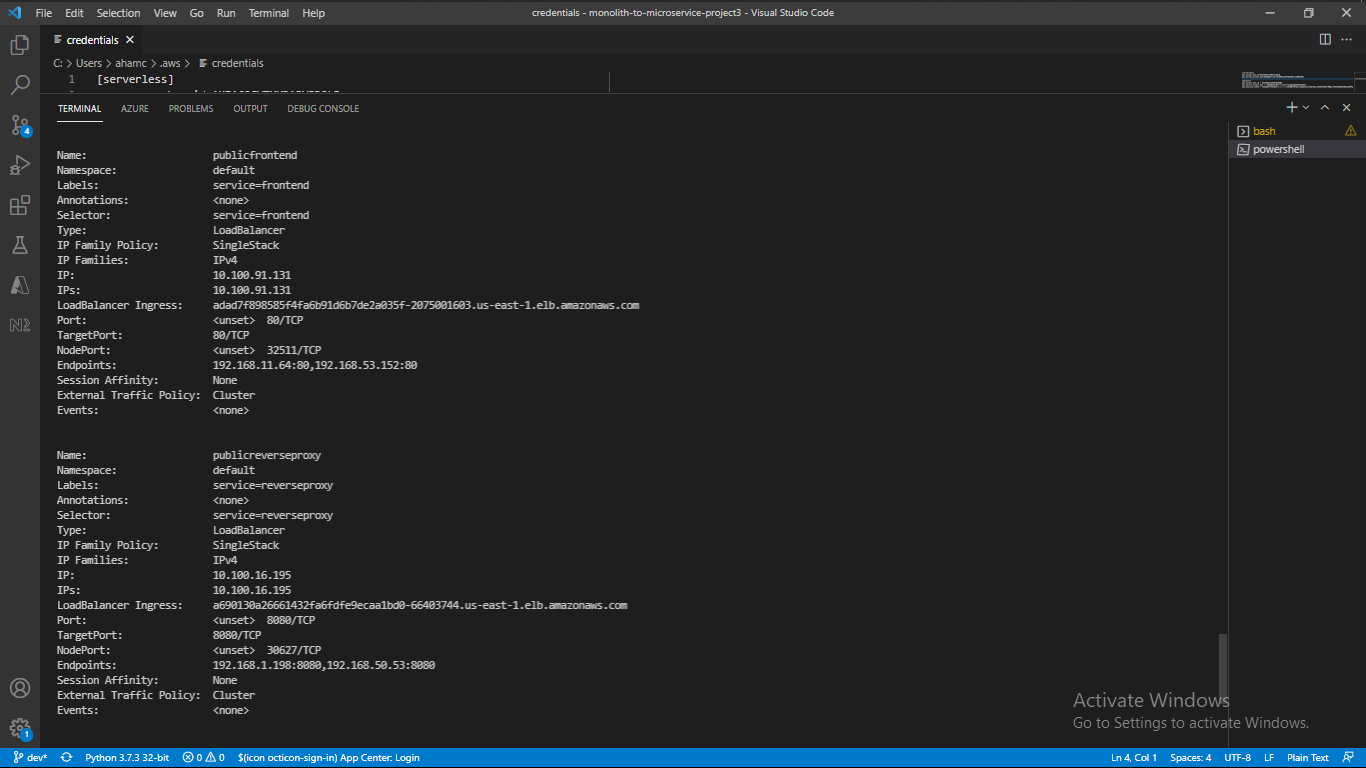 File Edit Selection View Go Run Terminal Help credentials - monolith-to-microservice-project3 - Visual Studio Code
credentials
C: > Users > ahamc > .aws > credentials
1 [serverless]
TERMINAL AZURE PROBLEMS OUTPUT DEBUG CONSOLE
bash
powershell
4
Name: publicfrontend
Namespace: default
Labels: service=frontend
Annotations: <none>
Selector: service=frontend
Type: LoadBalancer
IP Family Policy: SingleStack
IP Families: IPv4
IP: 10.100.91.131
IPs: 10.100.91.131
LoadBalancer Ingress: adad7f898585f4fa6b91d6b7de2a035f-2075001603.us-east-1.elb.amazonaws.com
Port: <unset> 80/TCP
TargetPort: 80/TCP
NodePort: <unset> 32511/TCP
Endpoints: 192.168.11.64:80,192.168.53.152:80
Session Affinity: None
External Traffic Policy: Cluster
Events: <none>
Name: publicreverseproxy
Namespace: default
Labels: service=reverseproxy
Annotations: <none>
Selector: service=reverseproxy
Type: LoadBalancer
IP Family Policy: SingleStack
IP Families: IPv4
IP: 10.100.16.195
IPs: 10.100.16.195
LoadBalancer Ingress: a690130a26661432fa6fdfe9ecaa1bd0-66403744.us-east-1.elb.amazonaws.com
Port: <unset> 8080/TCP
TargetPort: 8080/TCP
NodePort: <unset> 30627/TCP
Endpoints: 192.168.1.198:8080,192.168.50.53:8080
Session Affinity: None
External Traffic Policy: Cluster
Events: <none>
Activate Windows
Go to Settings to activate Windows.
1
dev* Python 3.7.3 32-bit 0 0 $(icon octicon-sign-in) App Center: Login Ln 4, Col 1 Spaces: 4 UTF-8 LF Plain Text